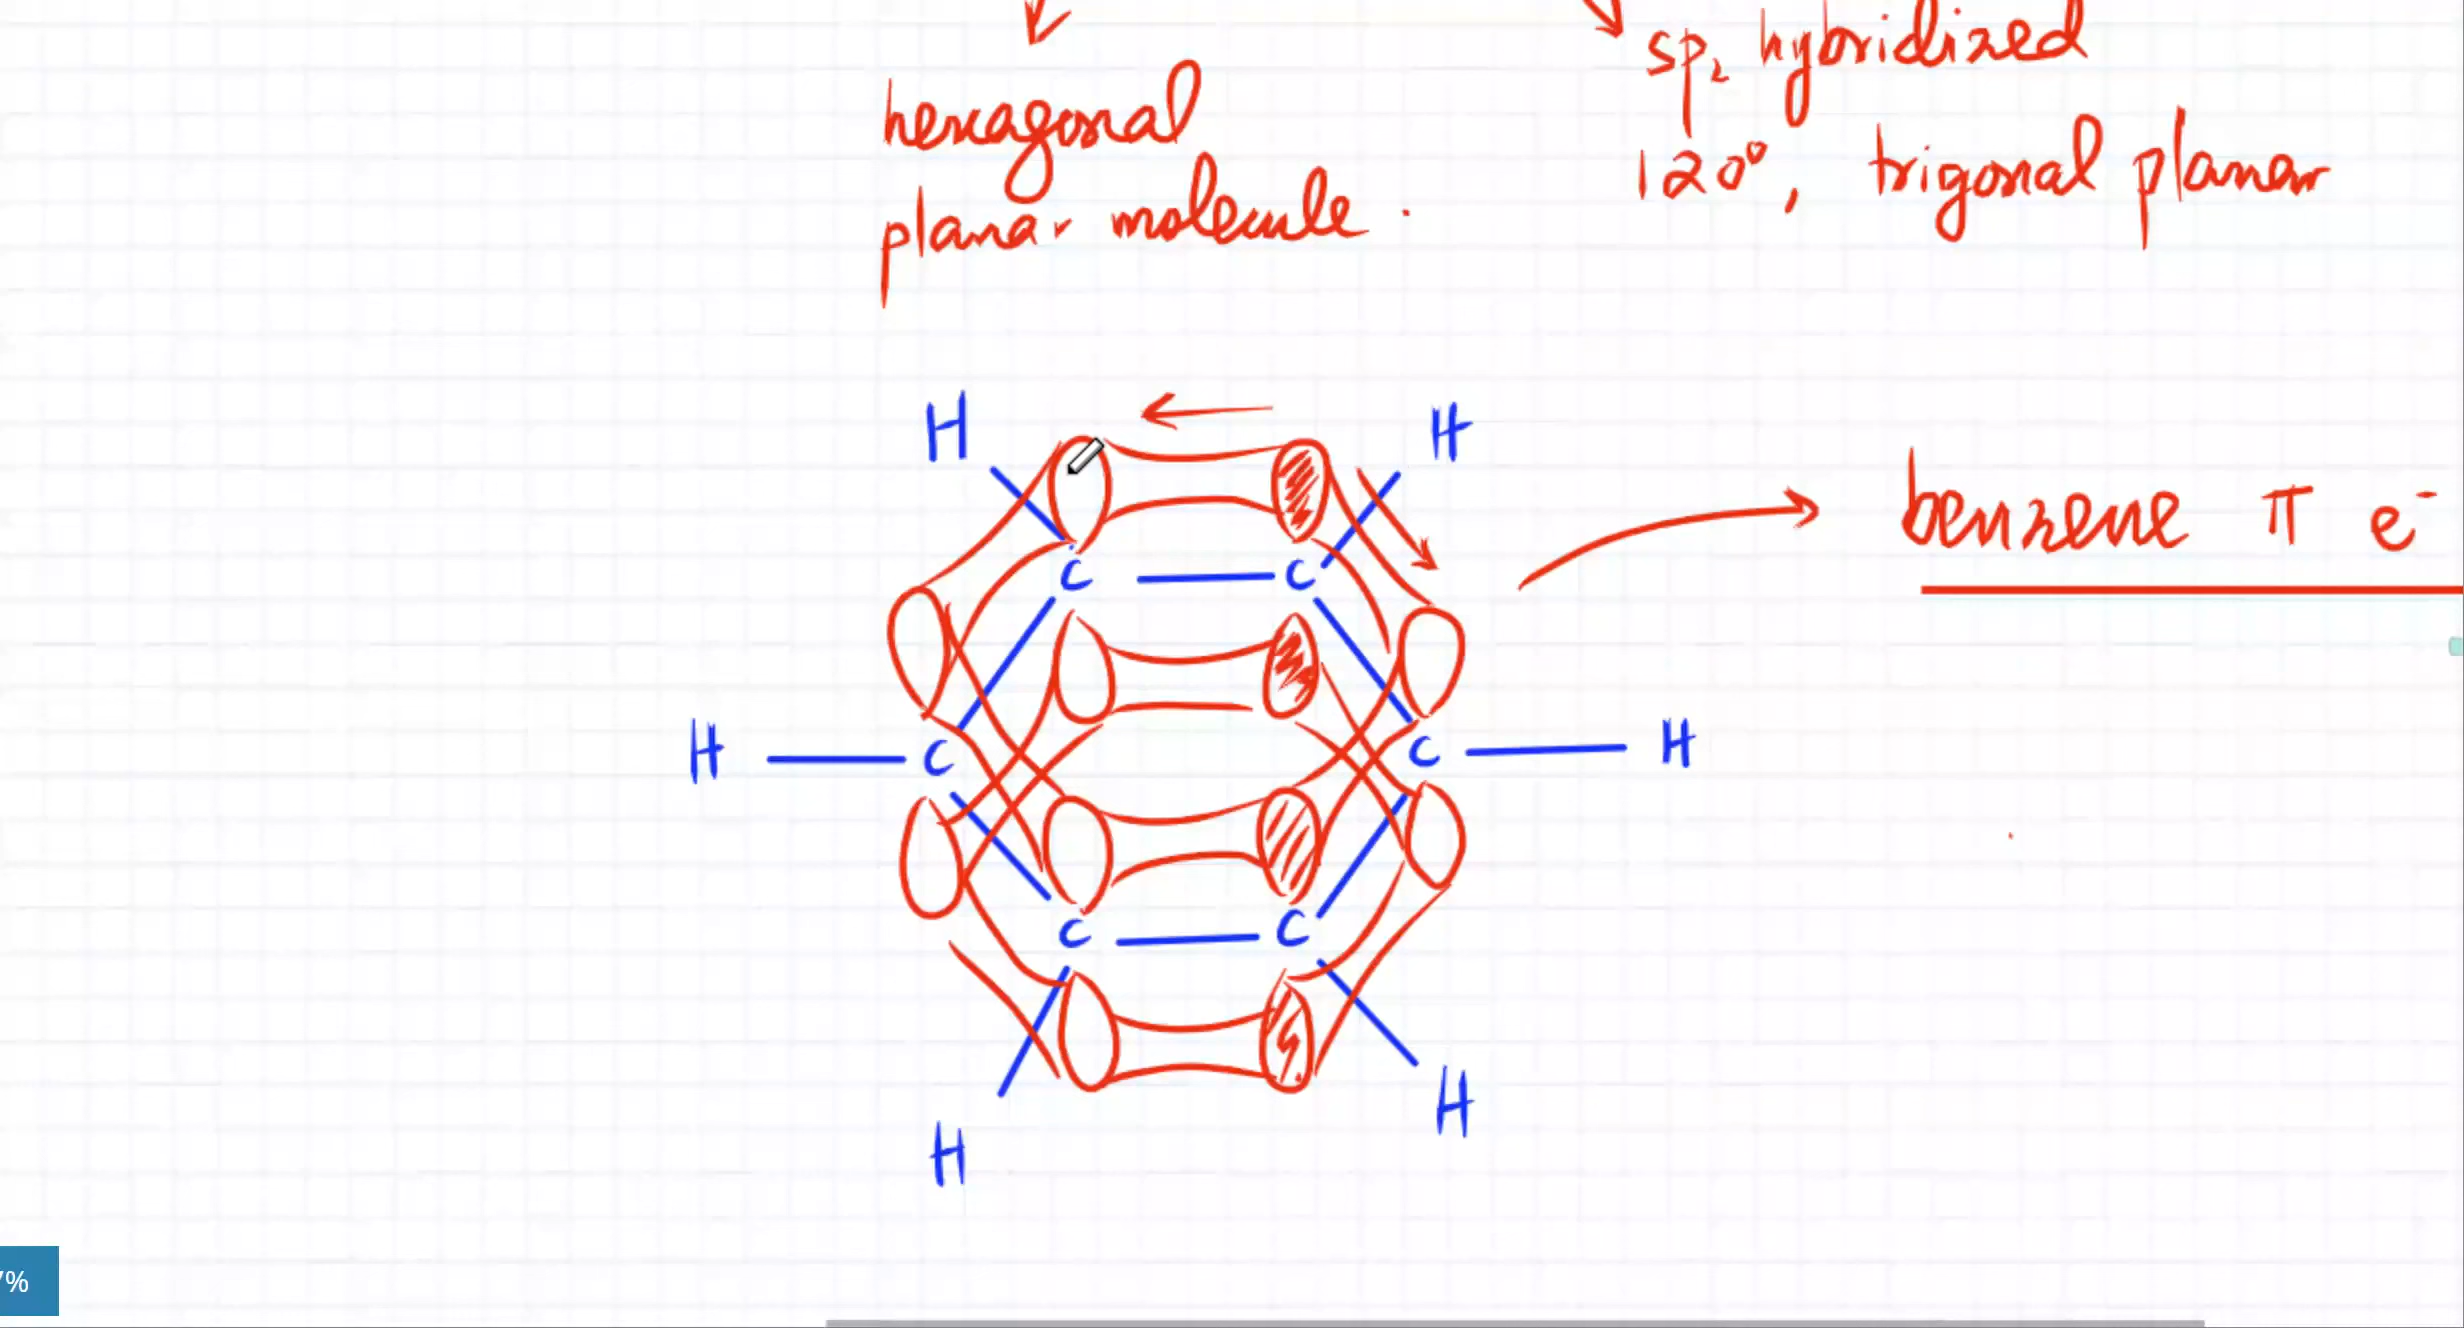 hexagonal
planar molecule.
sp₂ hybridized
120°, trigonal planar
H H
benzene π e⁻
C C
H C C H
C C
H
H
7%